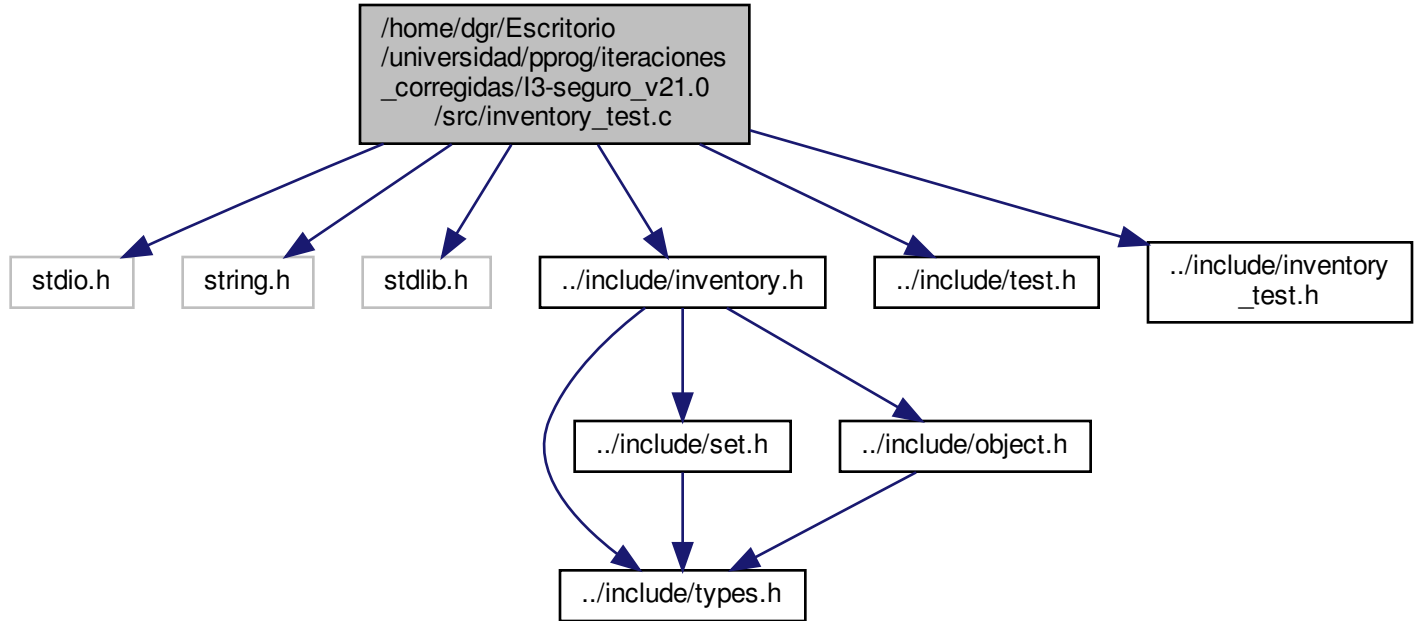 /home/dgr/Escritorio
/universidad/pprog/iteraciones
_corregidas/I3-seguro_v21.0
/src/inventory_test.c
stdio.h
string.h
stdlib.h
../include/inventory.h
../include/test.h
../include/inventory
_test.h
../include/set.h
../include/object.h
../include/types.h